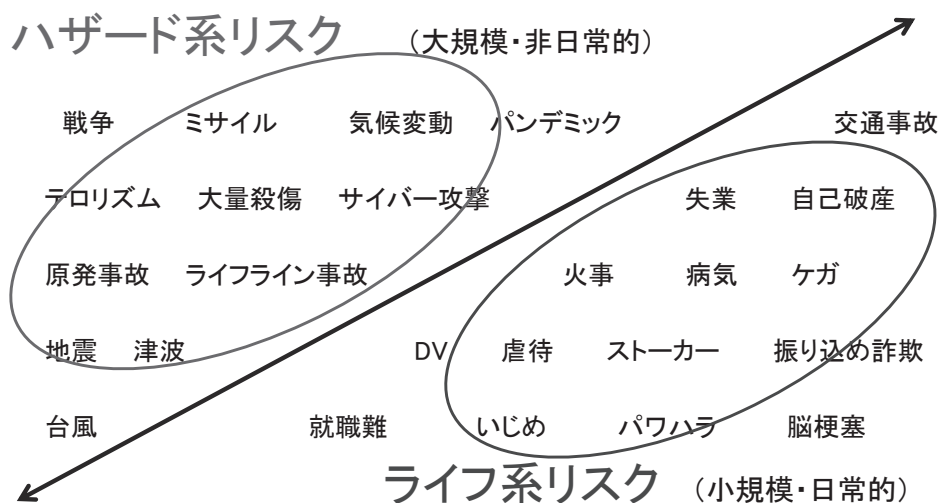 ハザード系リスク （大規模・非日常的）
戦争 ミサイル 気候変動 パンデミック 交通事故
テロリズム 大量殺傷 サイバー攻撃 失業 自己破産
原発事故 ライフライン事故 火事 病気 ケガ
地震 津波 DV 虐待 ストーカー 振り込め詐欺
台風 就職難 いじめ パワハラ 脳梗塞
ライフ系リスク （小規模・日常的）